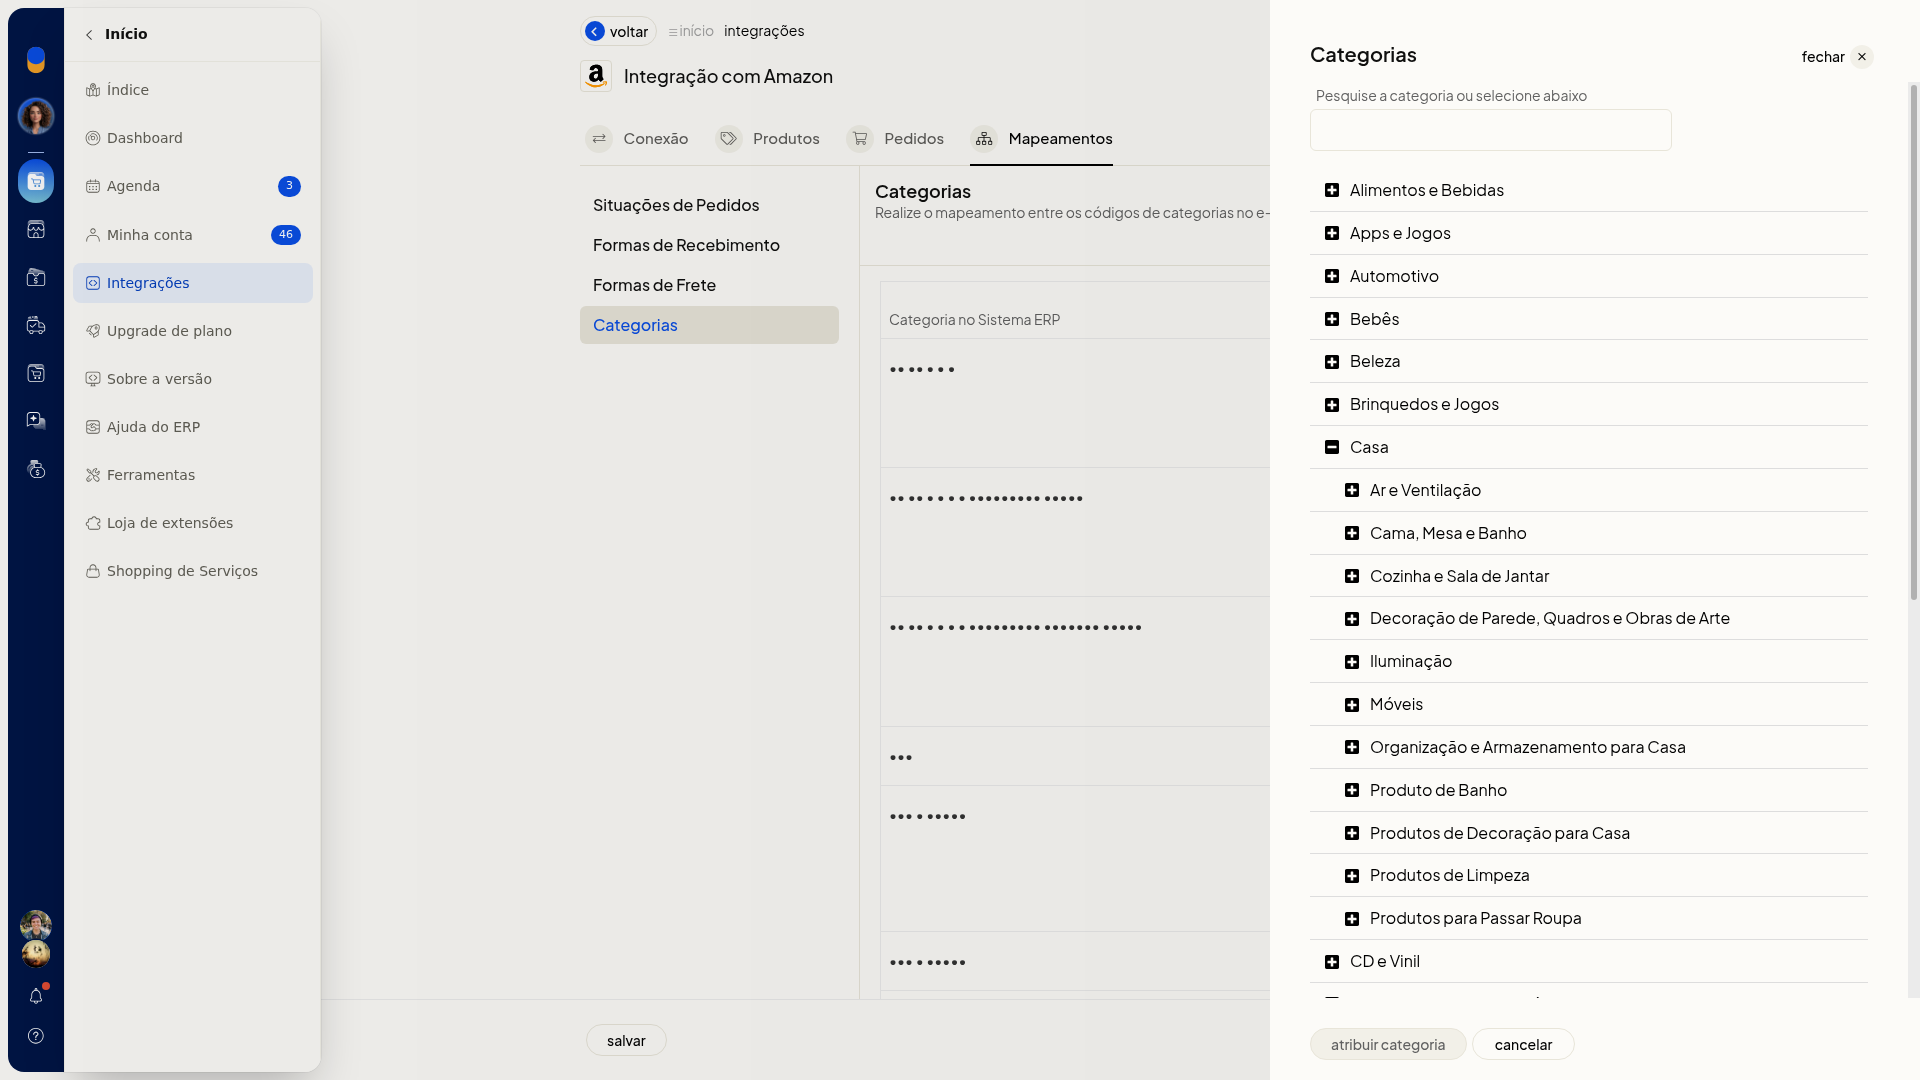 Início
Índice
Dashboard
Agenda 3
Minha conta 46
Integrações
Upgrade de plano
Sobre a versão
Ajuda do ERP
Ferramentas
Loja de extensões
Shopping de Serviços
voltar início integrações
Integração com Amazon
Conexão Produtos Pedidos Mapeamentos
Situações de Pedidos
Formas de Recebimento
Formas de Frete
Categorias
Categorias
Realize o mapeamento entre os códigos de categorias no e-
Categoria no Sistema ERP
salvar
Categorias
fechar
Pesquise a categoria ou selecione abaixo
Alimentos e Bebidas
Apps e Jogos
Automotivo
Bebês
Beleza
Brinquedos e Jogos
Casa
Ar e Ventilação
Cama, Mesa e Banho
Cozinha e Sala de Jantar
Decoração de Parede, Quadros e Obras de Arte
Iluminação
Móveis
Organização e Armazenamento para Casa
Produto de Banho
Produtos de Decoração para Casa
Produtos de Limpeza
Produtos para Passar Roupa
CD e Vinil
atribuir categoria cancelar